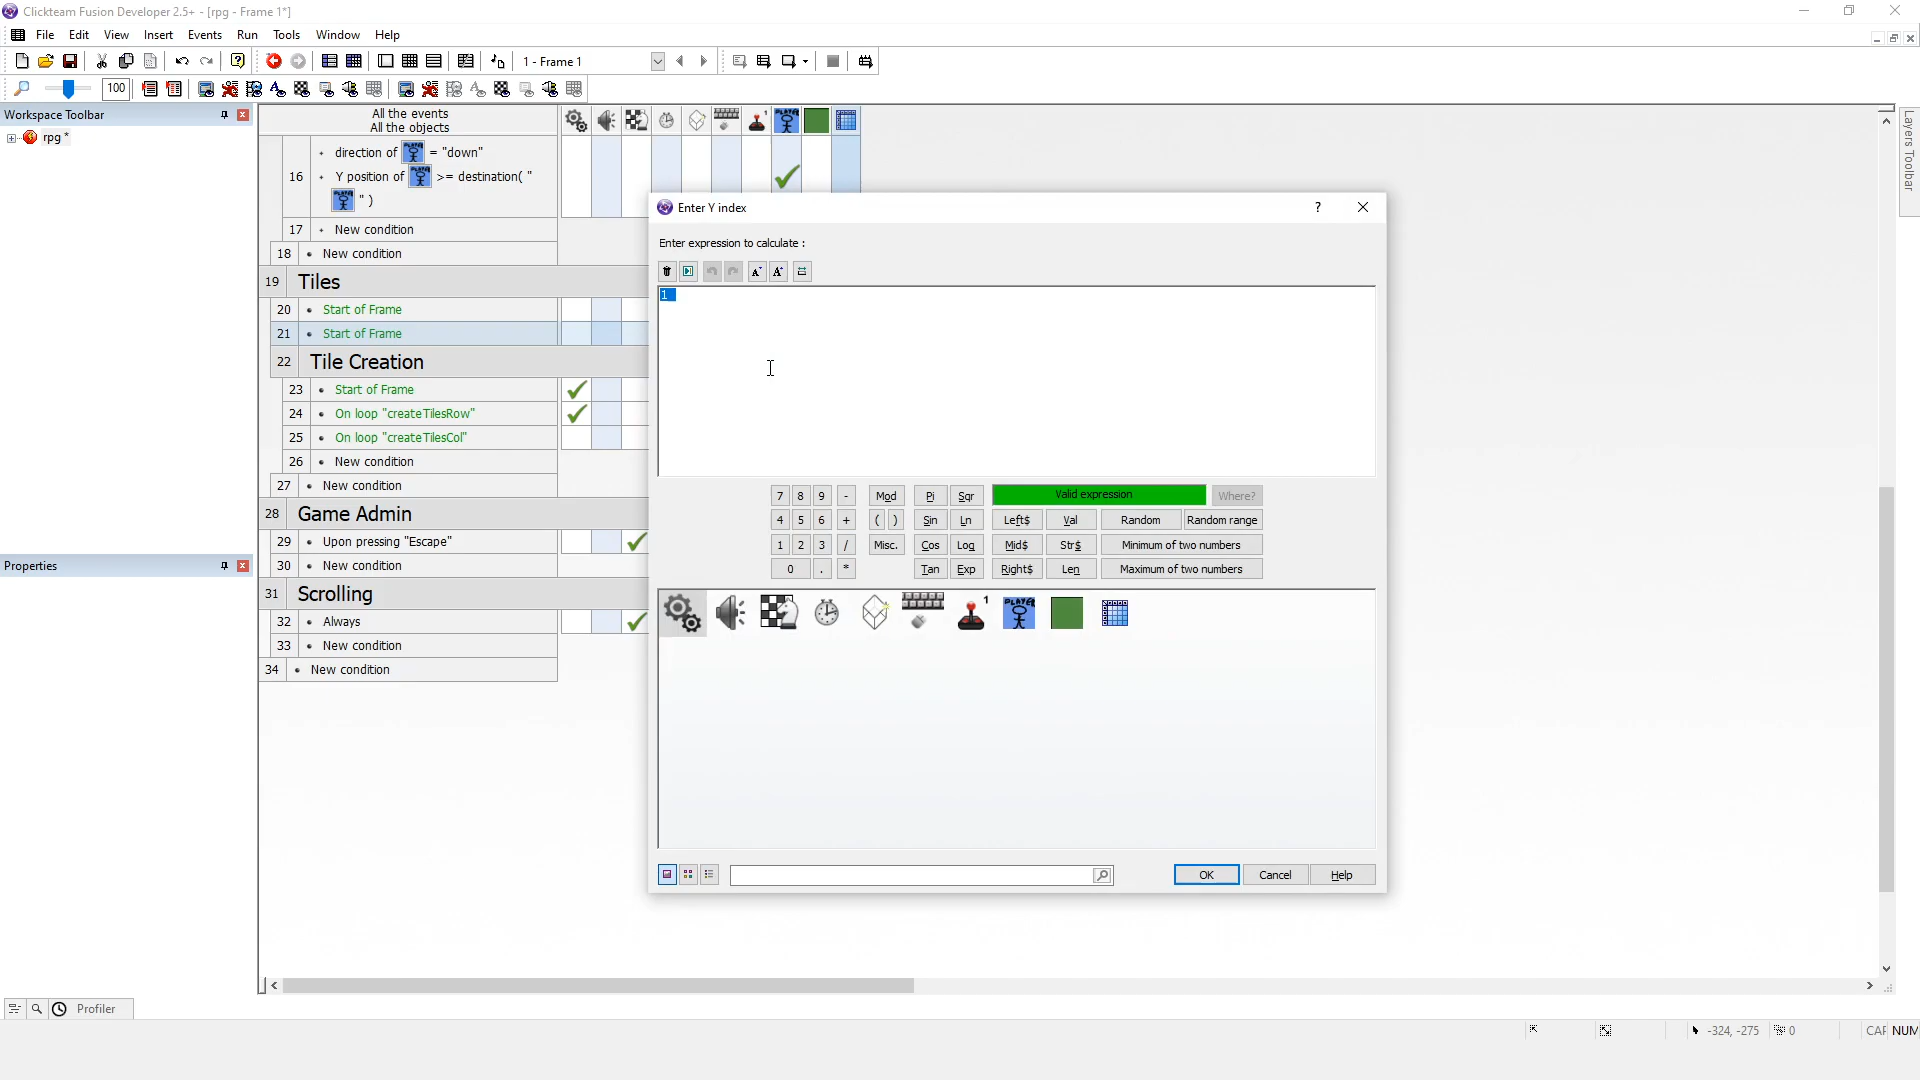 Clickteam Fusion Developer 2.5+ - [rpg - Frame 1*]
File Edit View Insert Events Run Tools Window Help
1 - Frame 1
100
Workspace Toolbar
rpg *
Properties
Profiler
All the events
All the objects
16 direction of PLAYER = "down"
Y position of PLAYER >= destination( "
PLAYER " )
17 New condition
18 New condition
19 Tiles
20 Start of Frame
21 Start of Frame
22 Tile Creation
23 Start of Frame
24 On loop "createTilesRow"
25 On loop "createTilesCol"
26 New condition
27 New condition
28 Game Admin
29 Upon pressing "Escape"
30 New condition
31 Scrolling
32 Always
33 New condition
34 New condition
Enter Y index
Enter expression to calculate :
1
7 8 9 - Mod Pi Sqr Valid expression Where?
4 5 6 + ( ) Sin Ln Left$ Val Random Random range
1 2 3 / Misc. Cos Log Mid$ Str$ Minimum of two numbers
0 . * Tan Exp Right$ Len Maximum of two numbers
1 PLAYER
OK Cancel Help
Layers Toolbar
-324, -275 0 CAP NUM